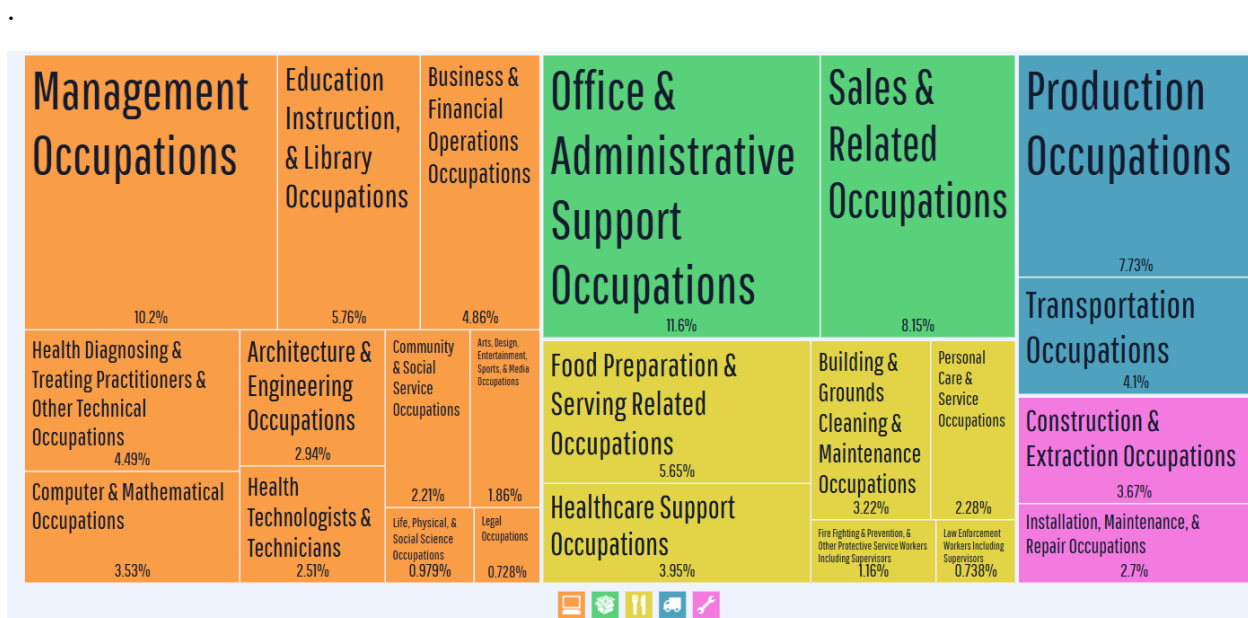 .
Management
Occupations
10.2%
Education
Instruction,
& Library
Occupations
5.76%
Business &
Financial
Operations
Occupations
4.86%
Office &
Administrative
Support
Occupations
11.6%
Sales &
Related
Occupations
8.15%
Production
Occupations
7.73%
Transportation
Occupations
4.1%
Health Diagnosing &
Treating Practitioners &
Other Technical
Occupations
4.49%
Architecture &
Engineering
Occupations
2.94%
Community
& Social
Service
Occupations
2.21%
Arts, Design,
Entertainment,
Sports, & Media
Occupations
1.86%
Food Preparation &
Serving Related
Occupations
5.65%
Building &
Grounds
Cleaning &
Maintenance
Occupations
3.22%
Personal
Care &
Service
Occupations
2.28%
Construction &
Extraction Occupations
3.67%
Computer & Mathematical
Occupations
3.53%
Health
Technologists &
Technicians
2.51%
Life, Physical, &
Social Science
Occupations
0.979%
Legal
Occupations
0.728%
Healthcare Support
Occupations
3.95%
Fire Fighting & Prevention, &
Other Protective Service Workers
Including Supervisors
1.16%
Law Enforcement
Workers Including
Supervisors
0.738%
Installation, Maintenance, &
Repair Occupations
2.7%